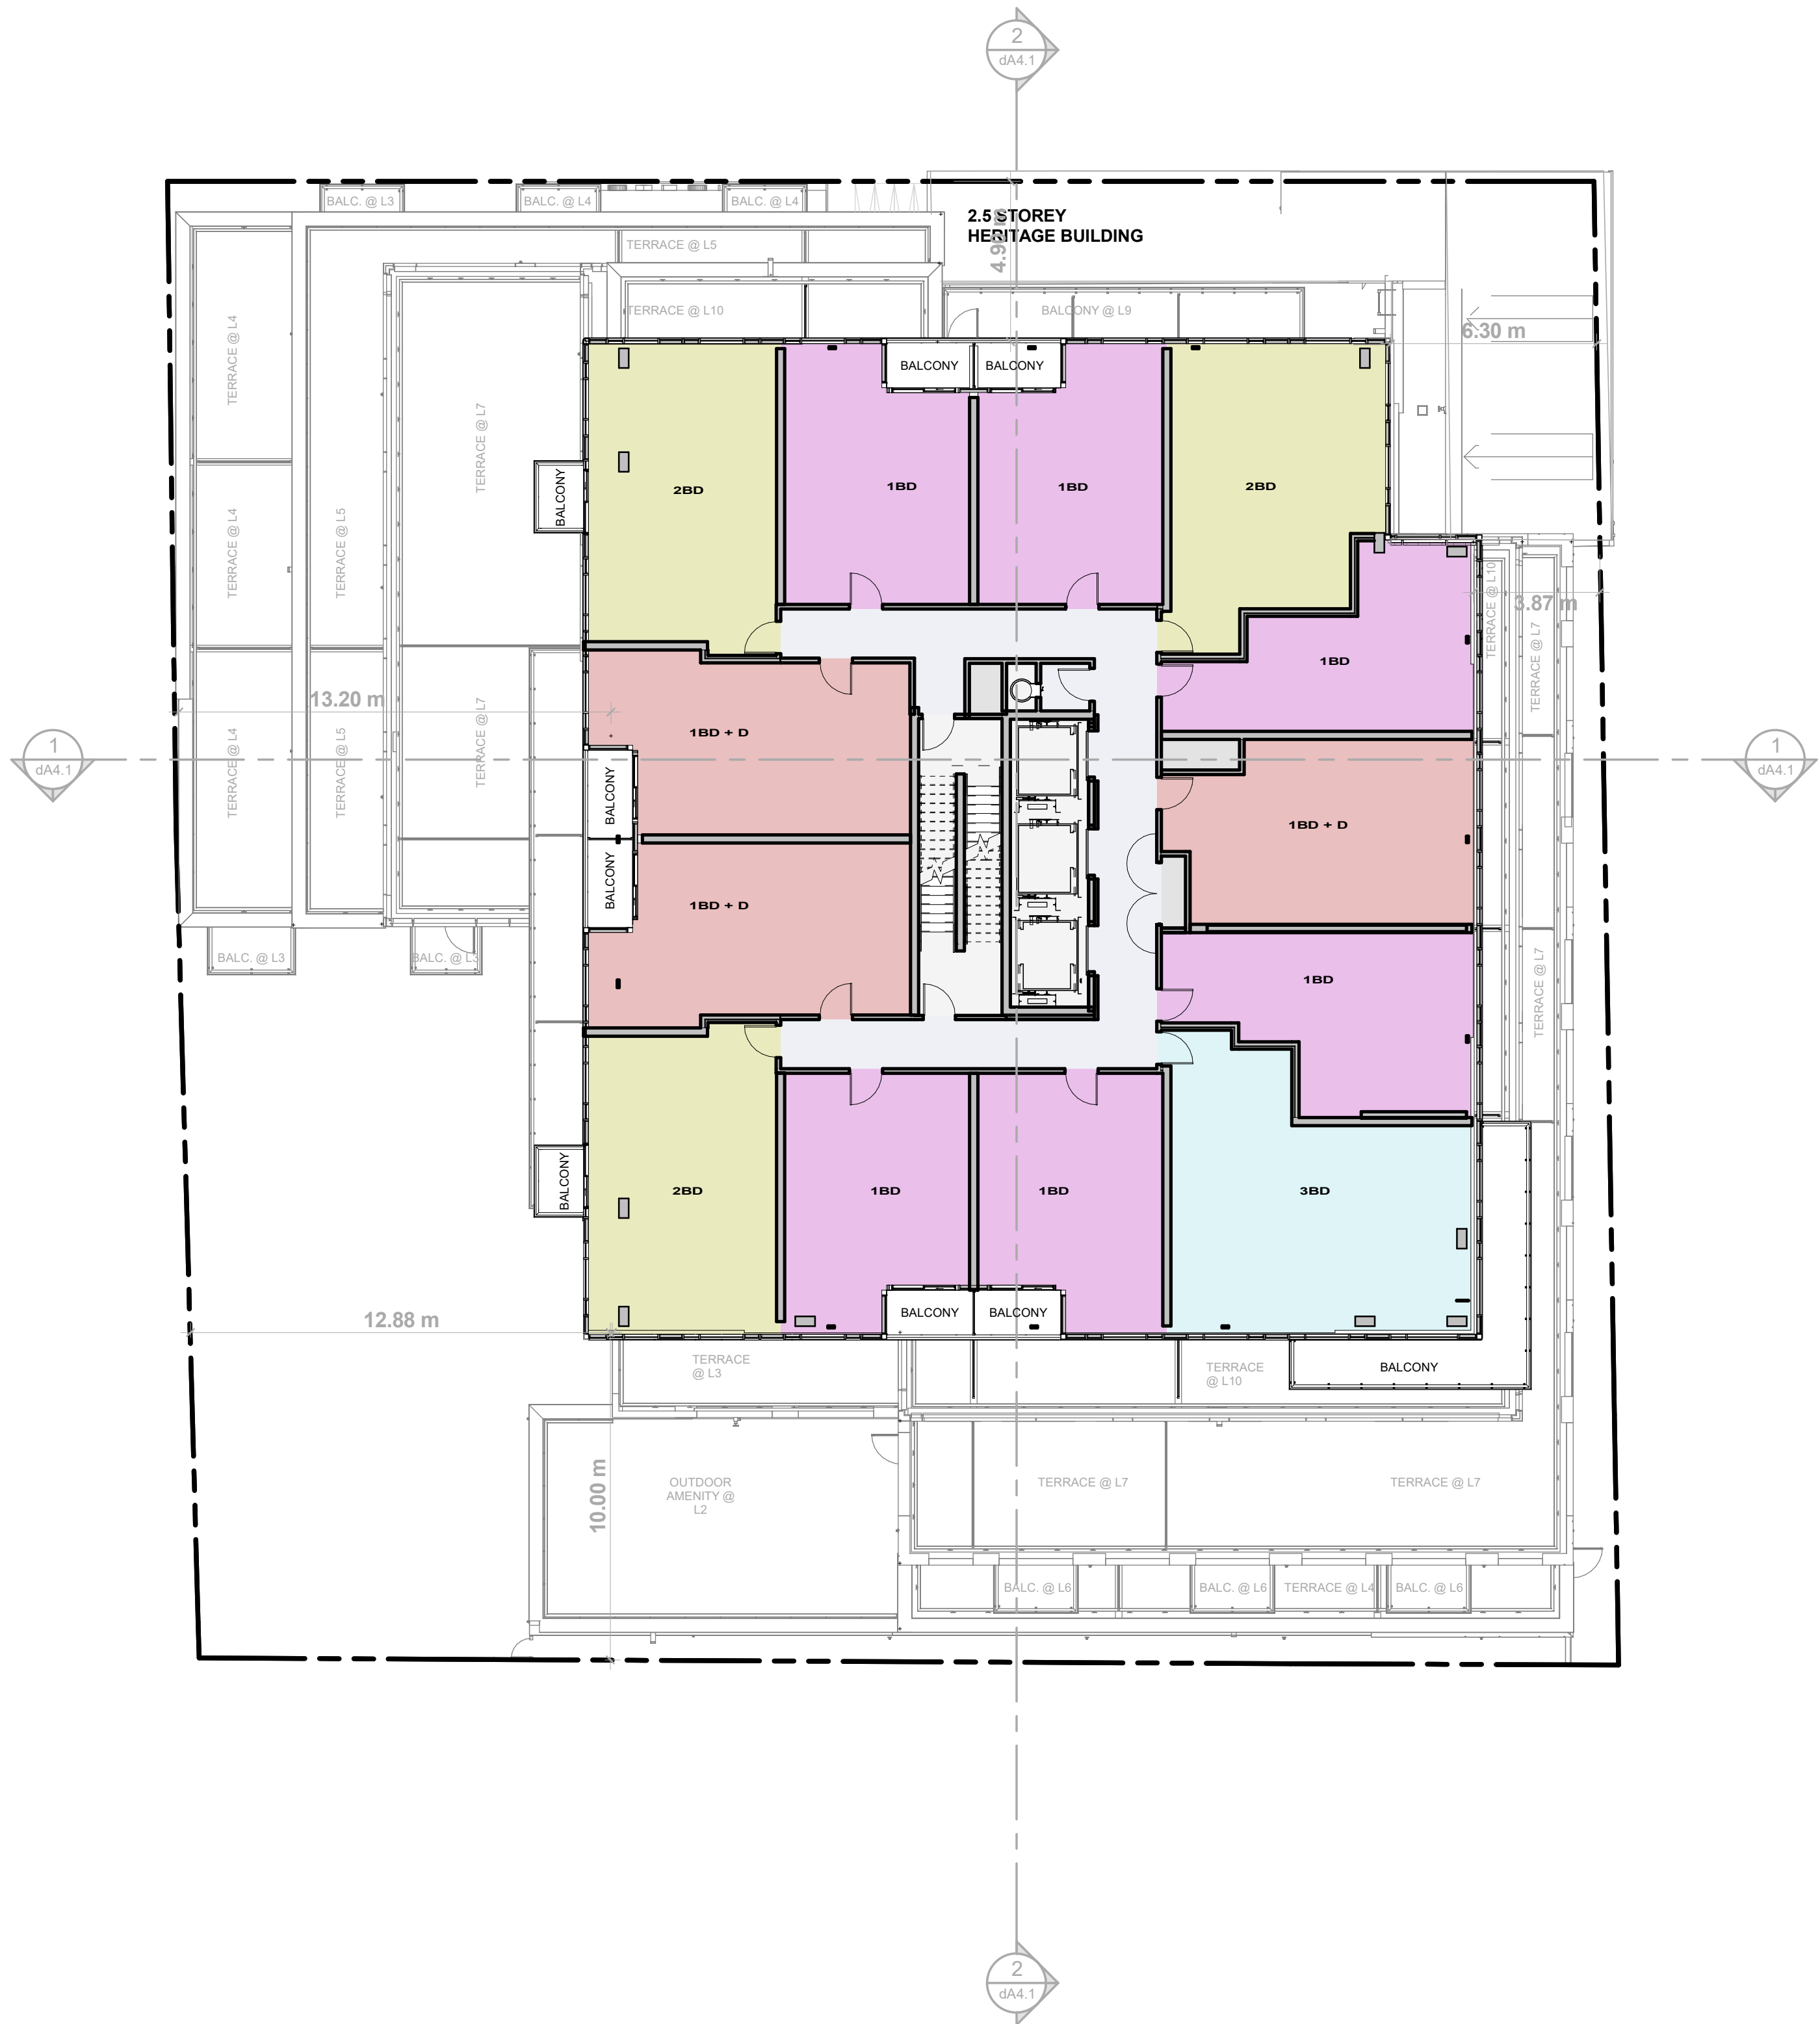 2
dA4.1
BALC. @ L3
BALC. @ L4
BALC. @ L4
2.5 STOREY
HERITAGE BUILDING
TERRACE @ L5
TERRACE @ L10
BALCONY @ L9
6.30 m
TERRACE @ L4
TERRACE @ L7
BALCONY
BALCONY
BALCONY
2BD
1BD
1BD
2BD
TERRACE @ L4
TERRACE @ L5
TERRACE @ L10
3.87 m
TERRACE @ L7
1BD
13.20 m
1BD + D
TERRACE @ L4
TERRACE @ L5
TERRACE @ L7
1
dA4.1
1
dA4.1
BALCONY
1BD + D
BALCONY
1BD + D
BALC. @ L3
BALC. @ L3
1BD
TERRACE @ L7
BALCONY
2BD
1BD
1BD
3BD
BALCONY
BALCONY
12.88 m
TERRACE
@ L3
TERRACE
@ L10
BALCONY
10.00 m
OUTDOOR
AMENITY @
L2
TERRACE @ L7
TERRACE @ L7
BALC. @ L6
BALC. @ L6
TERRACE @ L4
BALC. @ L6
2
dA4.1